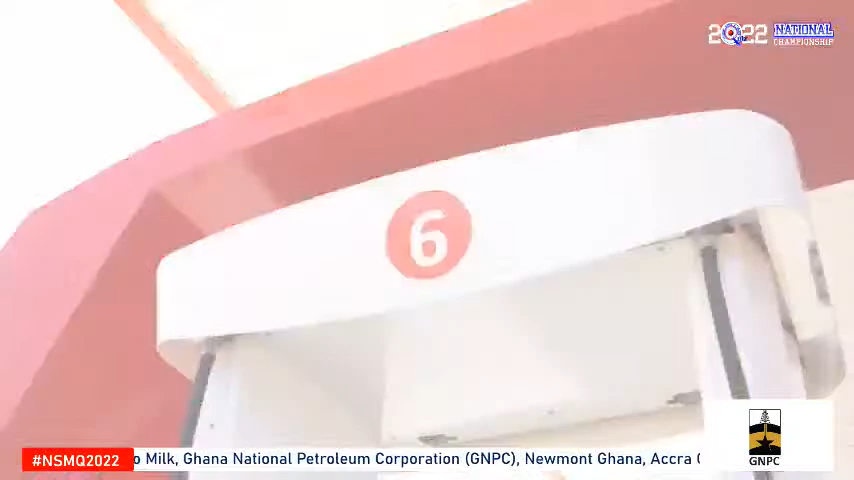 2022 NATIONAL
CHAMPIONSHIP
6
GNPC
#NSMQ2022 o Milk, Ghana National Petroleum Corporation (GNPC), Newmont Ghana, Accra